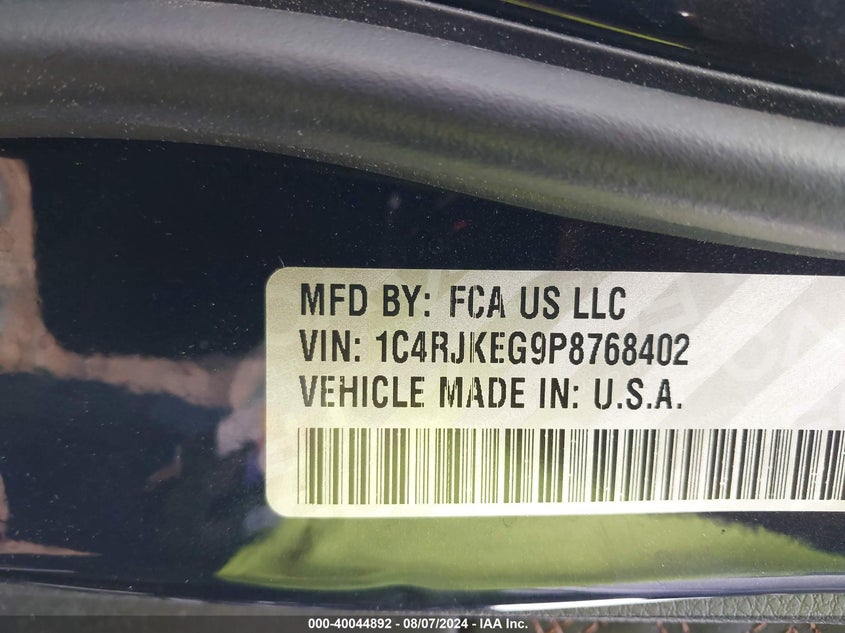 MFD BY: FCA US LLC
VIN: 1C4RJKEG9P8768402
VEHICLE MADE IN: U.S.A.
000-40044892 - 08/07/2024 - IAA Inc.